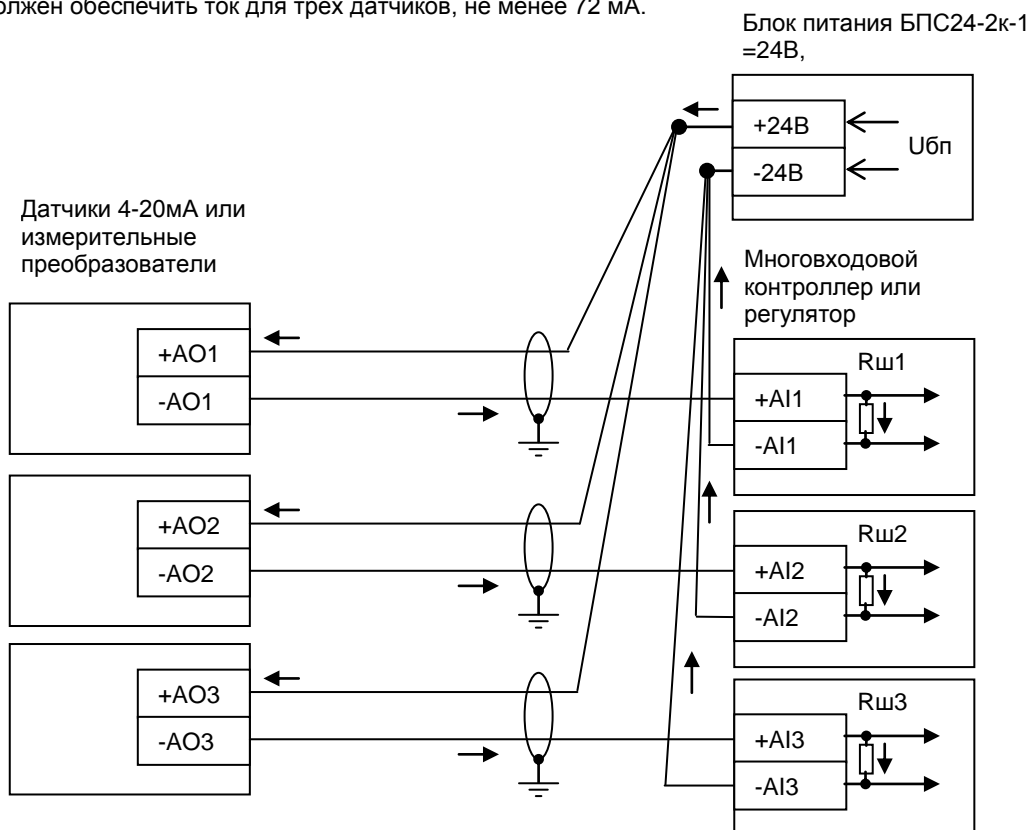 должен обеспечить ток для трех датчиков, не менее 72 мА.
Блок питания БПС24-2к-1
=24В,
+24В
-24В
Uбп
Датчики 4-20мА или
измерительные
преобразователи
Многовходовой
контроллер или
регулятор
+AO1
-AO1
Rш1
+AI1
-AI1
+AO2
-AO2
Rш2
+AI2
-AI2
+AO3
-AO3
Rш3
+AI3
-AI3